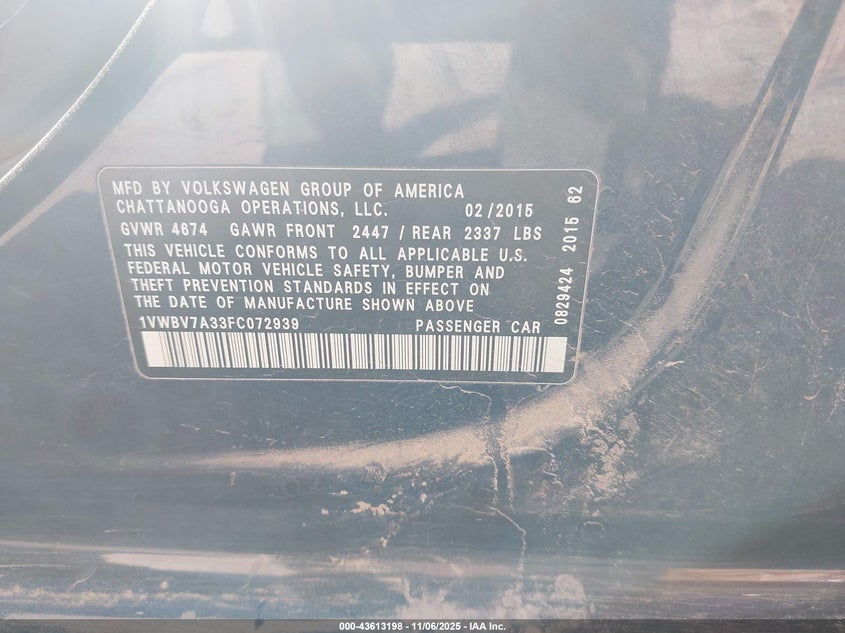 MFD BY VOLKSWAGEN GROUP OF AMERICA
CHATTANOOGA OPERATIONS, LLC. 02/2015
GVWR 4674 GAWR FRONT 2447 / REAR 2337 LBS
THIS VEHICLE CONFORMS TO ALL APPLICABLE U.S.
FEDERAL MOTOR VEHICLE SAFETY, BUMPER AND
THEFT PREVENTION STANDARDS IN EFFECT ON
THE DATE OF MANUFACTURE SHOWN ABOVE
1VWBV7A33FC072939 PASSENGER CAR
0829424 2015 62
000-43613198 - 11/06/2025 - IAA Inc.